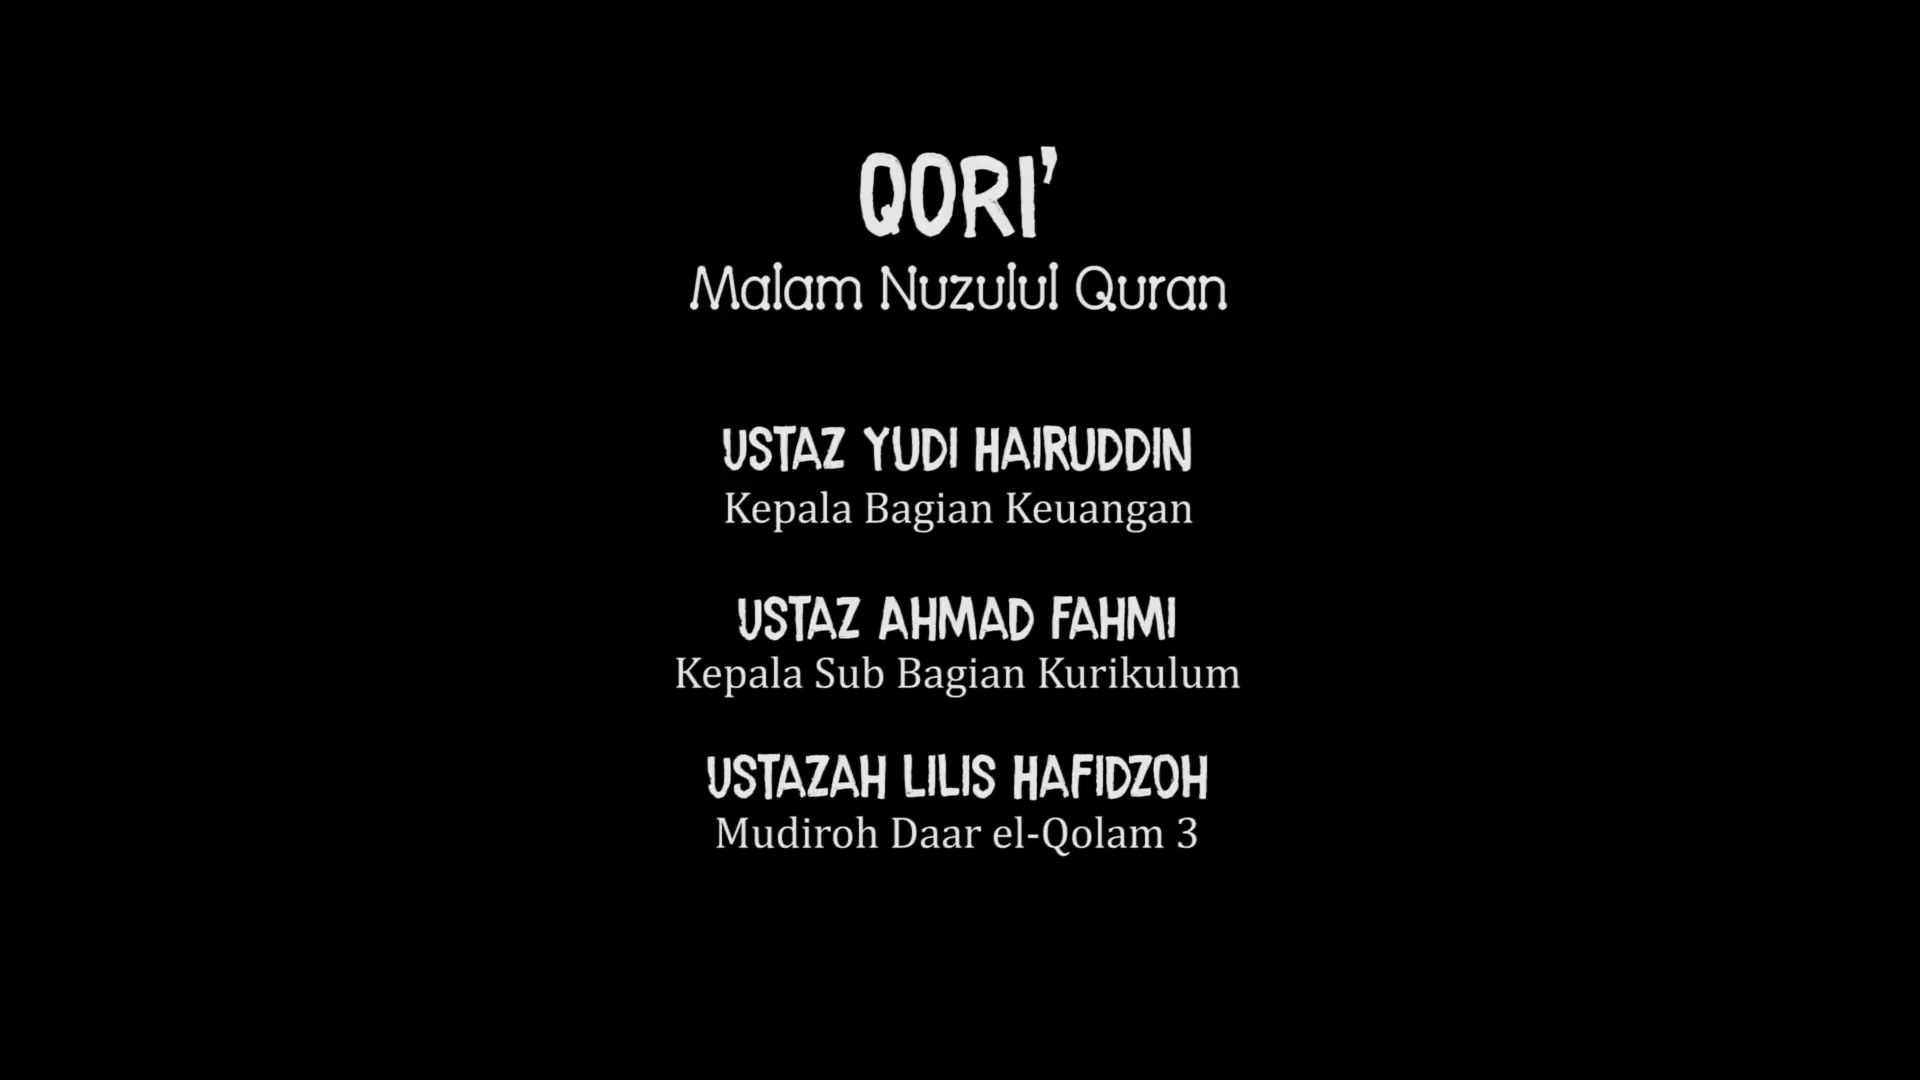 QORI’
Malam Nuzulul Quran
USTAZ YUDI HAIRUDDIN
Kepala Bagian Keuangan
USTAZ AHMAD FAHMI
Kepala Sub Bagian Kurikulum
USTAZAH LILIS HAFIDZOH
Mudiroh Daar el-Qolam 3